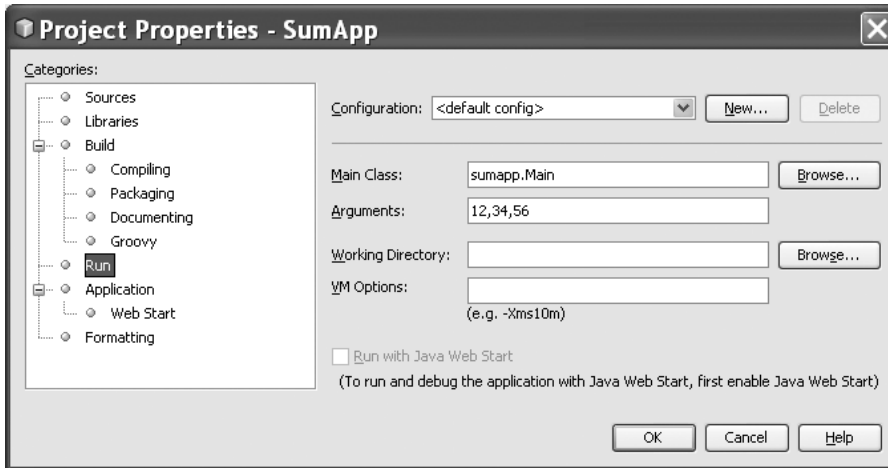 Project Properties - SumApp
Categories:
Sources
Libraries
Build
Compiling
Packaging
Documenting
Groovy
Run
Application
Web Start
Formatting
Configuration: <default config> New... Delete
Main Class: sumapp.Main Browse...
Arguments: 12,34,56
Working Directory: Browse...
VM Options:
(e.g. -Xms10m)
Run with Java Web Start
(To run and debug the application with Java Web Start, first enable Java Web Start)
OK Cancel Help